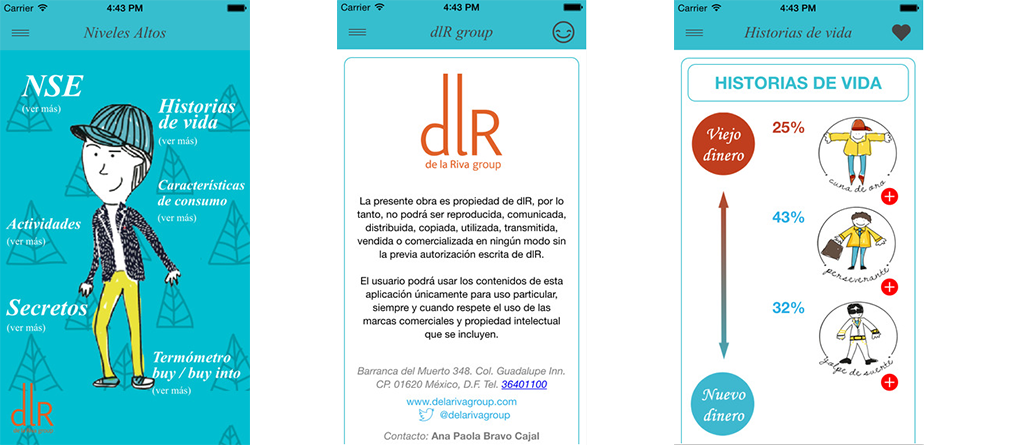 Carrier 4:43 PM
Niveles Altos
NSE
(ver más)
Historias
de vida
(ver más)
Características
de consumo
(ver más)
Actividades
(ver más)
Secretos
(ver más)
Termómetro
buy / buy into
(ver más)
dlR
Carrier 4:43 PM
dlR group
dlR
de la Riva group
La presente obra es propiedad de dlR, por lo
tanto, no podrá ser reproducida, comunicada,
distribuida, copiada, utilizada, transmitida,
vendida o comercializada en ningún modo sin
la previa autorización escrita de dlR.
El usuario podrá usar los contenidos de esta
aplicación únicamente para uso particular,
siempre y cuando respete el uso de las
marcas comerciales y propiedad intelectual
que se incluyen.
Barranca del Muerto 348. Col. Guadalupe Inn.
CP. 01620 México, D.F. Tel. 36401100
www.delarivagroup.com
@delarivagroup
Contacto: Ana Paola Bravo Cajal
Carrier 4:43 PM
Historias de vida
HISTORIAS DE VIDA
Viejo
dinero
25%
cuna de oro
43%
perseverante
32%
golpe de suerte
Nuevo
dinero